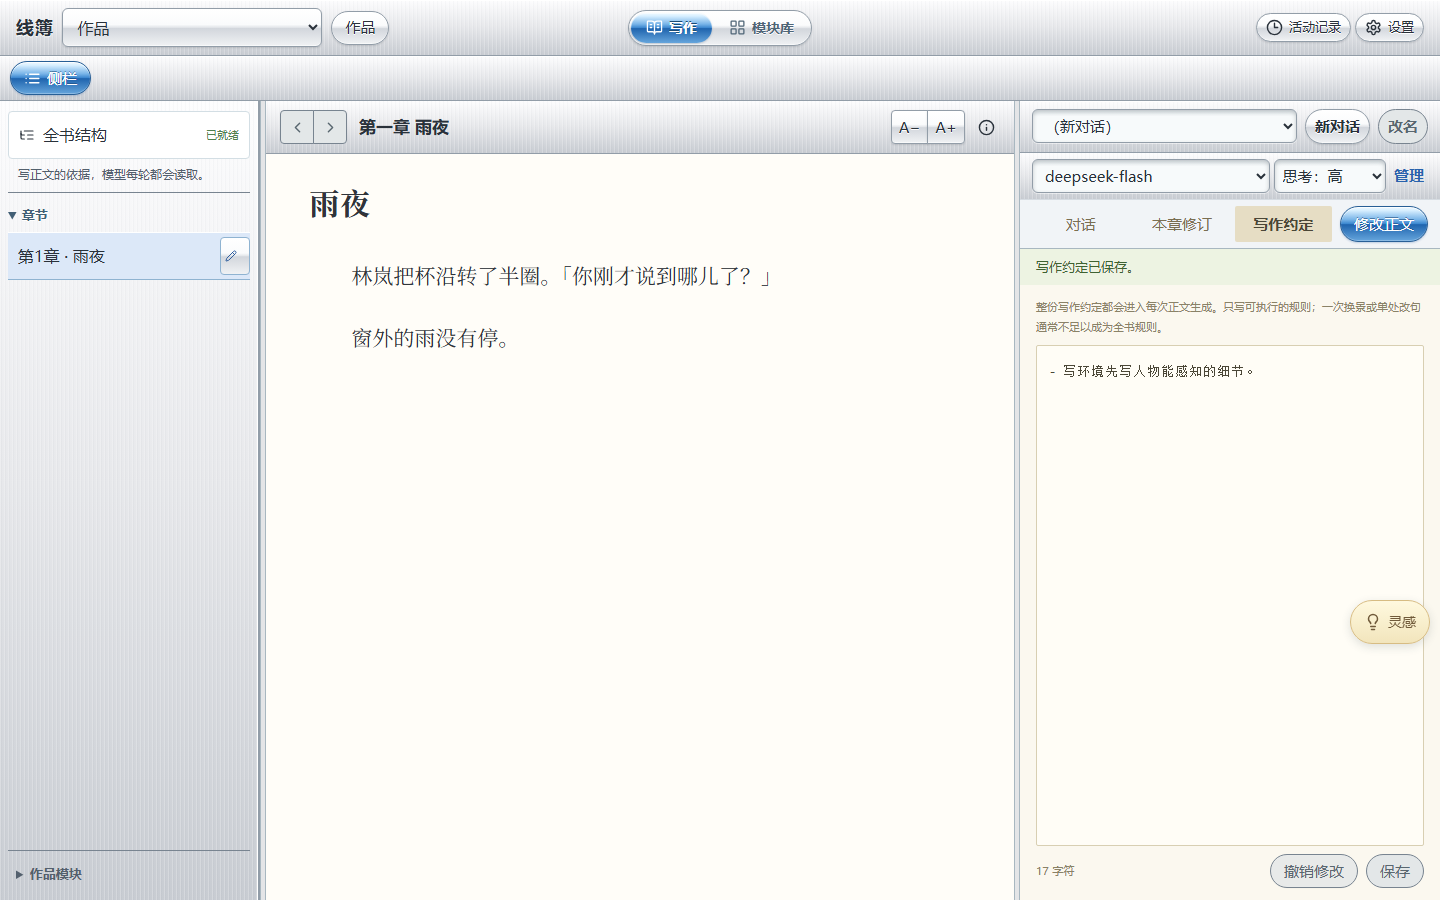 线簿
作品
作品
写作
模块库
活动记录
设置
侧栏
全书结构
已就绪
写正文的依据，模型每轮都会读取。
章节
第1章 · 雨夜
作品模块
第一章 雨夜
A−
A+
雨夜
林岚把杯沿转了半圈。「你刚才说到哪儿了？」
窗外的雨没有停。
（新对话）
新对话
改名
deepseek-flash
思考：高
管理
对话
本章修订
写作约定
修改正文
写作约定已保存。
整份写作约定都会进入每次正文生成。只写可执行的规则；一次换景或单处改句
通常不足以成为全书规则。
- 写环境先写人物能感知的细节。
灵感
17 字符
撤销修改
保存